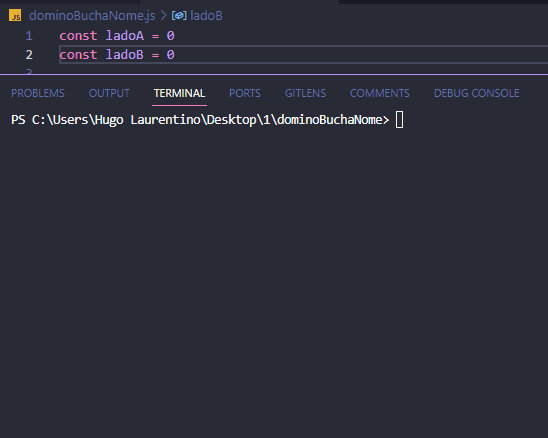 JS dominoBuchaNome.js > ladoB
1 const ladoA = 0
2 const ladoB = 0
3
PROBLEMS OUTPUT TERMINAL PORTS GITLENS COMMENTS DEBUG CONSOLE
PS C:\Users\Hugo Laurentino\Desktop\1\dominoBuchaNome>